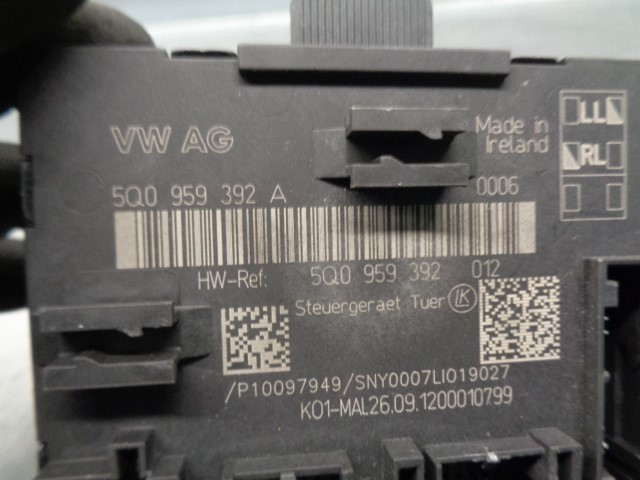 VW AG
Made in
Ireland
LL
RL
5Q0 959 392 A 0006
HW-Ref: 5Q0 959 392 012
Steuergeraet Tuer LK
/P10097949/SNY0007LI019027
K01-MAL26.09.1200010799